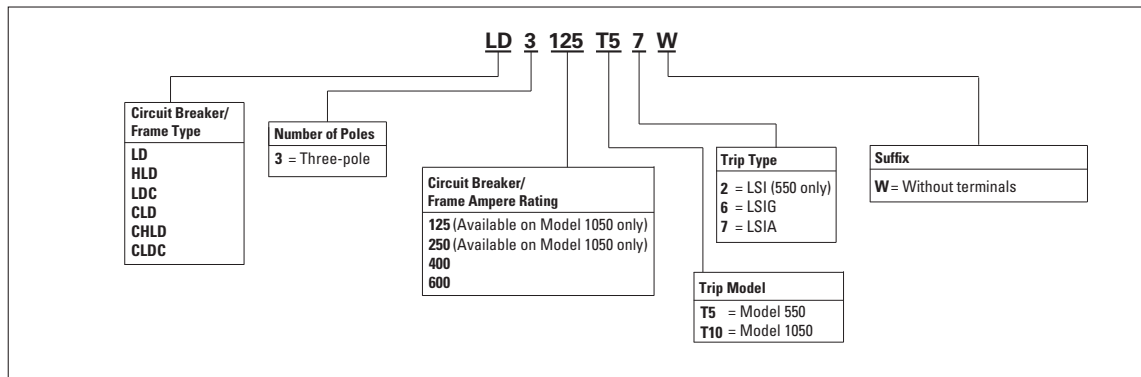 LD 3 125 T5 7 W
Circuit Breaker/
Frame Type
LD
HLD
LDC
CLD
CHLD
CLDC
Number of Poles
3 = Three-pole
Circuit Breaker/
Frame Ampere Rating
125 (Available on Model 1050 only)
250 (Available on Model 1050 only)
400
600
Trip Type
2 = LSI (550 only)
6 = LSIG
7 = LSIA
Trip Model
T5 = Model 550
T10 = Model 1050
Suffix
W = Without terminals